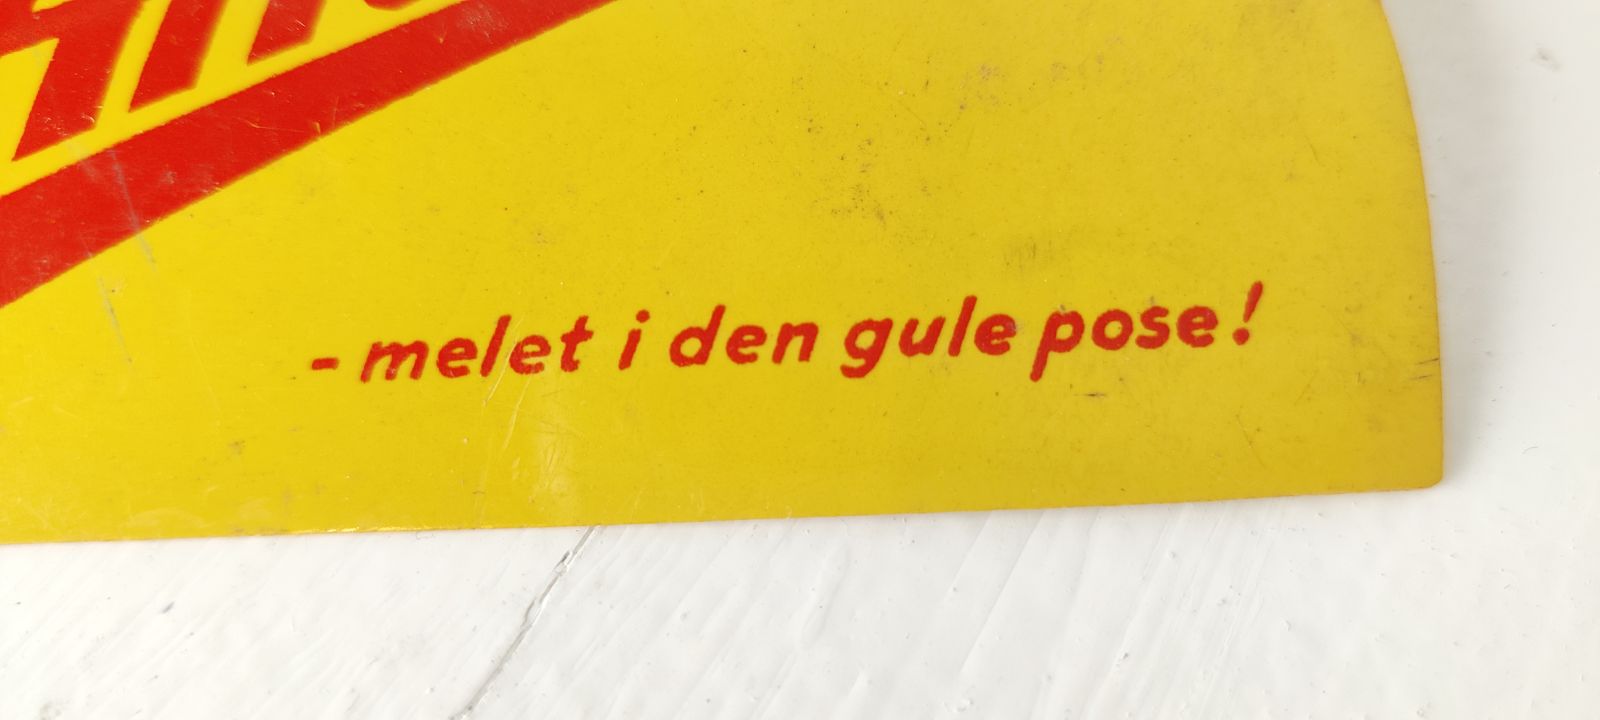 - melet i den gule pose!